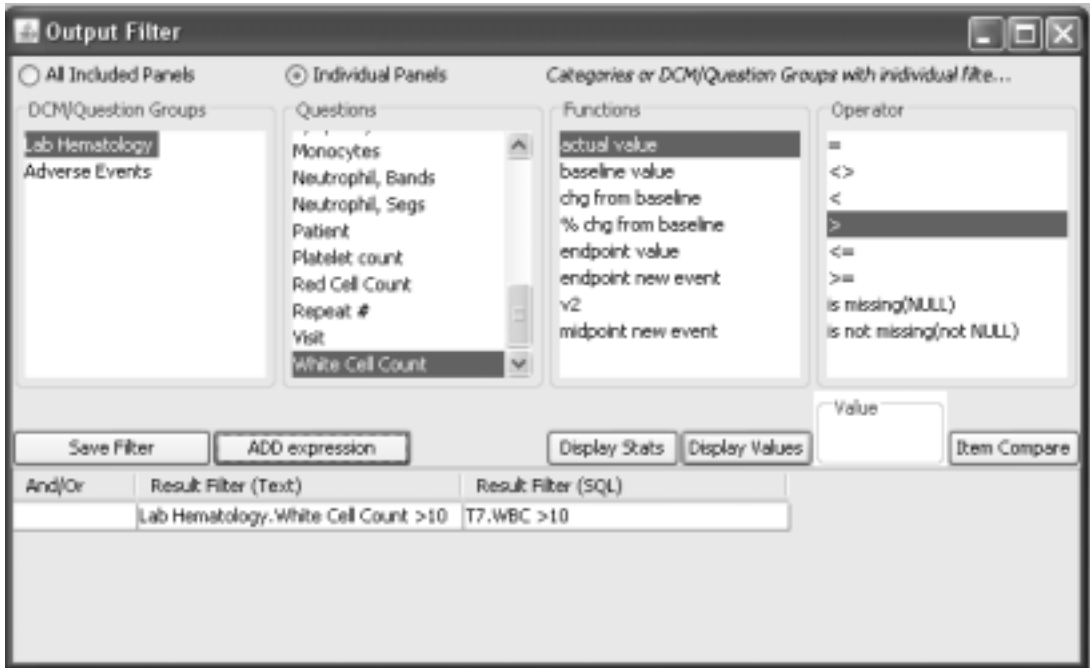 Output Filter
All Included Panels
Individual Panels
Categories or DCM/Question Groups with inidividual filte...
DCM/Question Groups
Lab Hematology
Adverse Events
Questions
Monocytes
Neutrophil, Bands
Neutrophil, Segs
Patient
Platelet count
Red Cell Count
Repeat #
Visit
White Cell Count
Functions
actual value
baseline value
chg from baseline
% chg from baseline
endpoint value
endpoint new event
v2
midpoint new event
Operator
=
<>
<
>
<=
>=
is missing(NULL)
is not missing(not NULL)
Value
Save Filter
ADD expression
Display Stats
Display Values
Item Compare
And/Or
Result Filter (Text)
Result Filter (SQL)
Lab Hematology.White Cell Count >10
T7.WBC >10